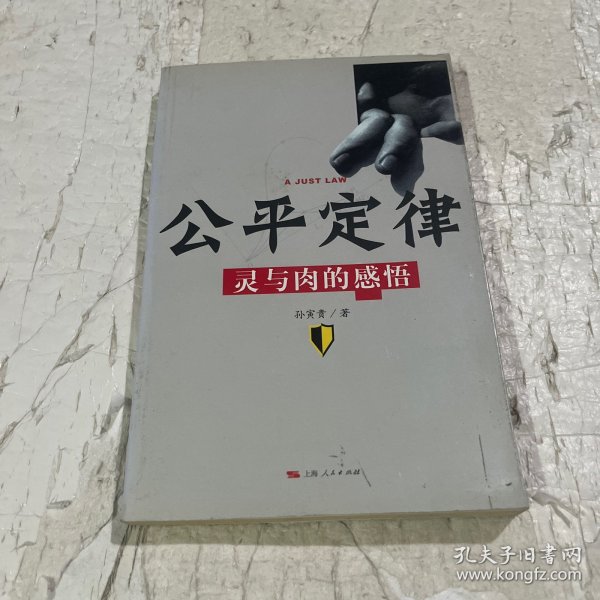 A JUST LAW
公平定律
灵与肉的感悟
孙寅贵/著
上海人民出版社
孔夫子旧书网
www.kongfz.com